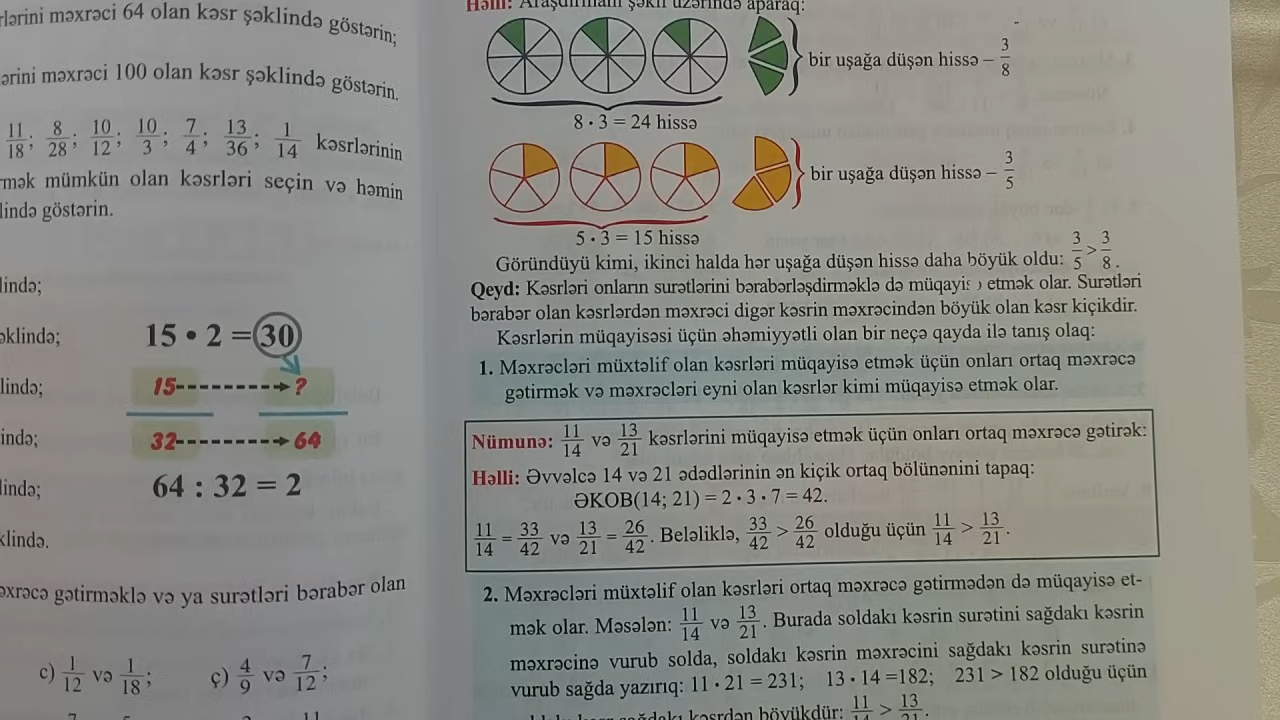 məxrəci 64 olan kəsr şəklində göstərin;
məxrəci 100 olan kəsr şəklində göstərin.
11/18; 8/28; 10/12; 10/3; 7/4; 13/36; 1/14 kəsrlərinin
mümkün olan kəsrləri seçin və həmin
göstərin.
15 • 2 = 30
15 ?
32 64
64 : 32 = 2
gətirməklə və ya surətləri bərabər olan
c) 1/12 və 1/18; ç) 4/9 və 7/12;
Həlli: Araşdırmanı şəkil üzərində aparaq:
bir uşağa düşən hissə – 3/8
8 · 3 = 24 hissə
bir uşağa düşən hissə – 3/5
5 · 3 = 15 hissə
Göründüyü kimi, ikinci halda hər uşağa düşən hissə daha böyük oldu: 3/5 > 3/8.
Qeyd: Kəsrləri onların surətlərini bərabərləşdirməklə də etmək olar. Surətləri
bərabər olan kəsrlərdən məxrəci digər kəsrin məxrəcindən böyük olan kəsr kiçikdir.
Kəsrlərin müqayisəsi üçün əhəmiyyətli olan bir neçə qayda ilə tanış olaq:
1. Məxrəcləri müxtəlif olan kəsrləri müqayisə etmək üçün onları ortaq məxrəcə
gətirmək və məxrəcləri eyni olan kəsrlər kimi müqayisə etmək olar.
Nümunə: 11/14 və 13/21 kəsrlərini müqayisə etmək üçün onları ortaq məxrəcə gətirək:
Həlli: Əvvəlcə 14 və 21 ədədlərinin ən kiçik ortaq bölünənini tapaq:
ƏKOB(14; 21) = 2 · 3 · 7 = 42.
11/14 = 33/42 və 13/21 = 26/42. Beləliklə, 33/42 > 26/42 olduğu üçün 11/14 > 13/21.
2. Məxrəcləri müxtəlif olan kəsrləri ortaq məxrəcə gətirmədən də müqayisə et-
mək olar. Məsələn: 11/14 və 13/21. Burada soldakı kəsrin surətini sağdakı kəsrin
məxrəcinə vurub solda, soldakı kəsrin məxrəcini sağdakı kəsrin surətinə
vurub sağda yazırıq: 11 · 21 = 231; 13 · 14 =182; 231 > 182 olduğu üçün
kəsrdən böyükdür: 11/14 > 13/21.